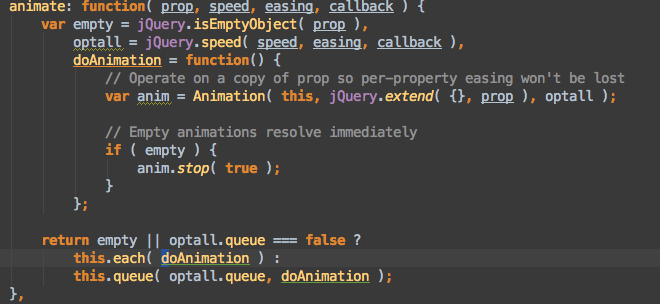 animate: function( prop, speed, easing, callback ) {
    var empty = jQuery.isEmptyObject( prop ),
        optall = jQuery.speed( speed, easing, callback ),
        doAnimation = function() {
            // Operate on a copy of prop so per-property easing won't be lost
            var anim = Animation( this, jQuery.extend( {}, prop ), optall );

            // Empty animations resolve immediately
            if ( empty ) {
                anim.stop( true );
            }
        };

    return empty || optall.queue === false ?
        this.each( doAnimation ) :
        this.queue( optall.queue, doAnimation );
},